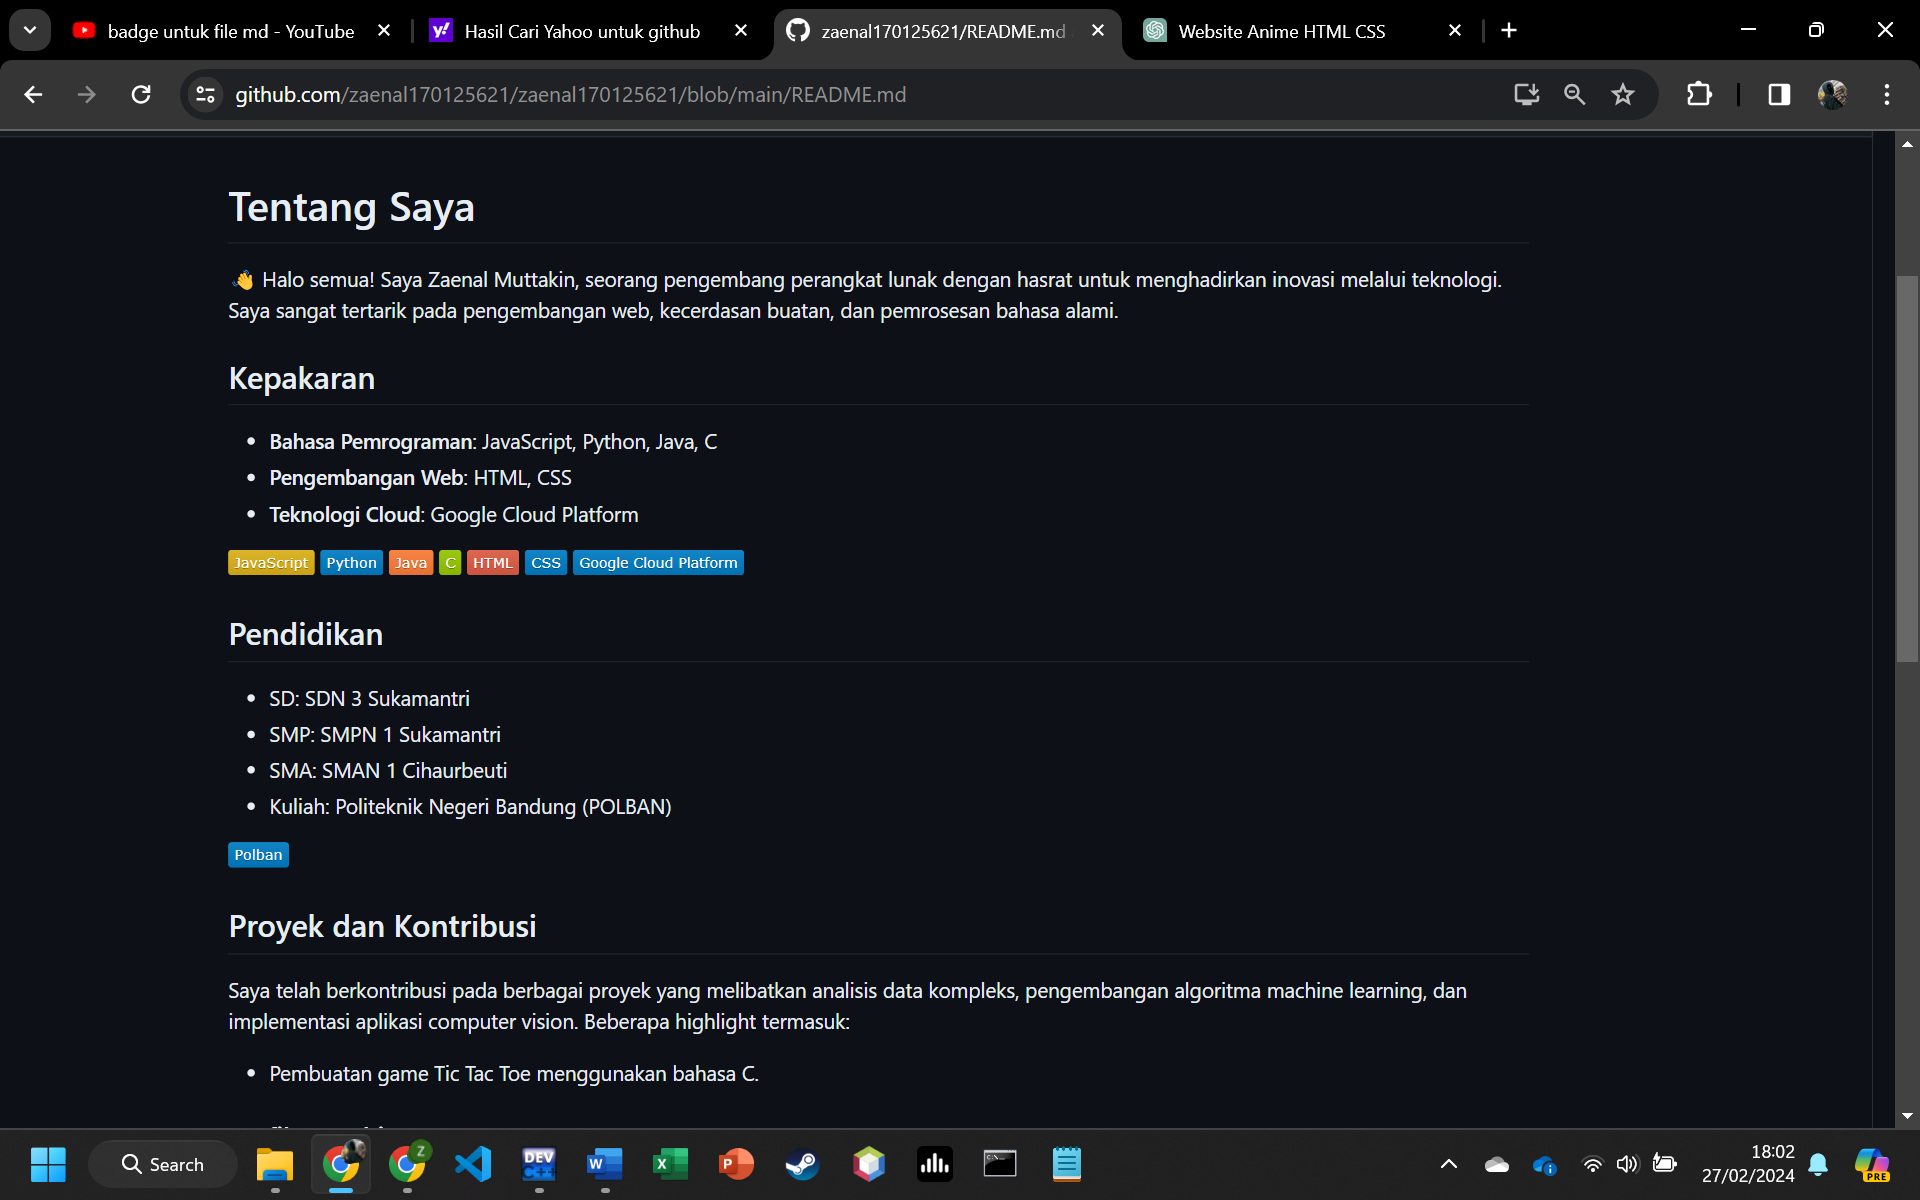 badge untuk file md - YouTube
Hasil Cari Yahoo untuk github
zaenal170125621/README.md
Website Anime HTML CSS
github.com/zaenal170125621/zaenal170125621/blob/main/README.md
Tentang Saya
👋 Halo semua! Saya Zaenal Muttakin, seorang pengembang perangkat lunak dengan hasrat untuk menghadirkan inovasi melalui teknologi.
Saya sangat tertarik pada pengembangan web, kecerdasan buatan, dan pemrosesan bahasa alami.
Kepakaran
• Bahasa Pemrograman: JavaScript, Python, Java, C
• Pengembangan Web: HTML, CSS
• Teknologi Cloud: Google Cloud Platform
JavaScript Python Java C HTML CSS Google Cloud Platform
Pendidikan
• SD: SDN 3 Sukamantri
• SMP: SMPN 1 Sukamantri
• SMA: SMAN 1 Cihaurbeuti
• Kuliah: Politeknik Negeri Bandung (POLBAN)
Polban
Proyek dan Kontribusi
Saya telah berkontribusi pada berbagai proyek yang melibatkan analisis data kompleks, pengembangan algoritma machine learning, dan
implementasi aplikasi computer vision. Beberapa highlight termasuk:
• Pembuatan game Tic Tac Toe menggunakan bahasa C.
Search
Z
DEV
C++
W
X
P
18:02
27/02/2024
PRE